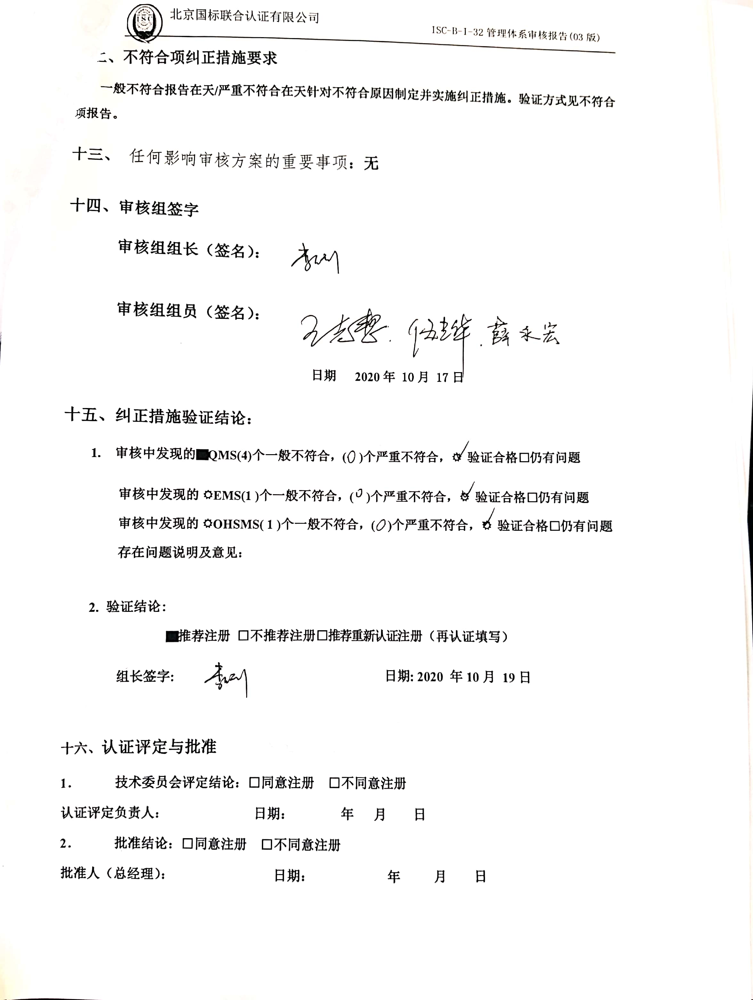 ISC
北京国标联合认证有限公司
ISC-B-I-32 管理体系审核报告(03 版)
二、不符合项纠正措施要求
一般不符合报告在天/严重不符合在天针对不符合原因制定并实施纠正措施。验证方式见不符合
项报告。
十三、 任何影响审核方案的重要事项：无
十四、审核组签字
审核组组长（签名）：
审核组组员（签名）： 薛永宏
日期 2020 年 10 月 17 日
十五、纠正措施验证结论：
1. 审核中发现的■QMS(4)个一般不符合，(0)个严重不符合，✓验证合格□仍有问题
审核中发现的 ✡EMS(1 )个一般不符合，(0)个严重不符合，✓验证合格□仍有问题
审核中发现的 ✡OHSMS( 1 )个一般不符合，(0)个严重不符合，✓验证合格□仍有问题
存在问题说明及意见：
2. 验证结论：
■推荐注册 □不推荐注册□推荐重新认证注册（再认证填写）
组长签字： 日期: 2020 年 10 月 19 日
十六、认证评定与批准
1. 技术委员会评定结论：□同意注册 □不同意注册
认证评定负责人： 日期： 年 月 日
2. 批准结论：□同意注册 □不同意注册
批准人（总经理）： 日期： 年 月 日